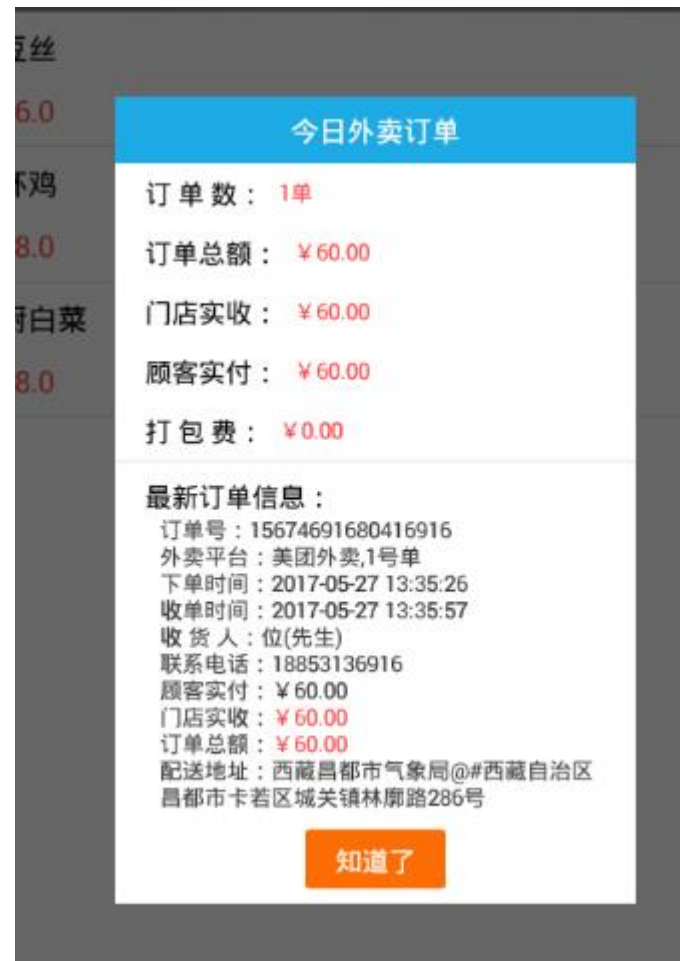 豆丝
6.0
鸡
8.0
白菜
8.0
今日外卖订单
订 单 数： 1单
订单总额： ￥60.00
门店实收： ￥60.00
顾客实付： ￥60.00
打 包 费： ￥0.00
最新订单信息：
订单号：15674691680416916
外卖平台：美团外卖,1号单
下单时间：2017-05-27 13:35:26
收单时间：2017-05-27 13:35:57
收 货 人：位(先生)
联系电话：18853136916
顾客实付：￥60.00
门店实收：￥60.00
订单总额：￥60.00
配送地址：西藏昌都市气象局@#西藏自治区
昌都市卡若区城关镇林廓路286号
知道了